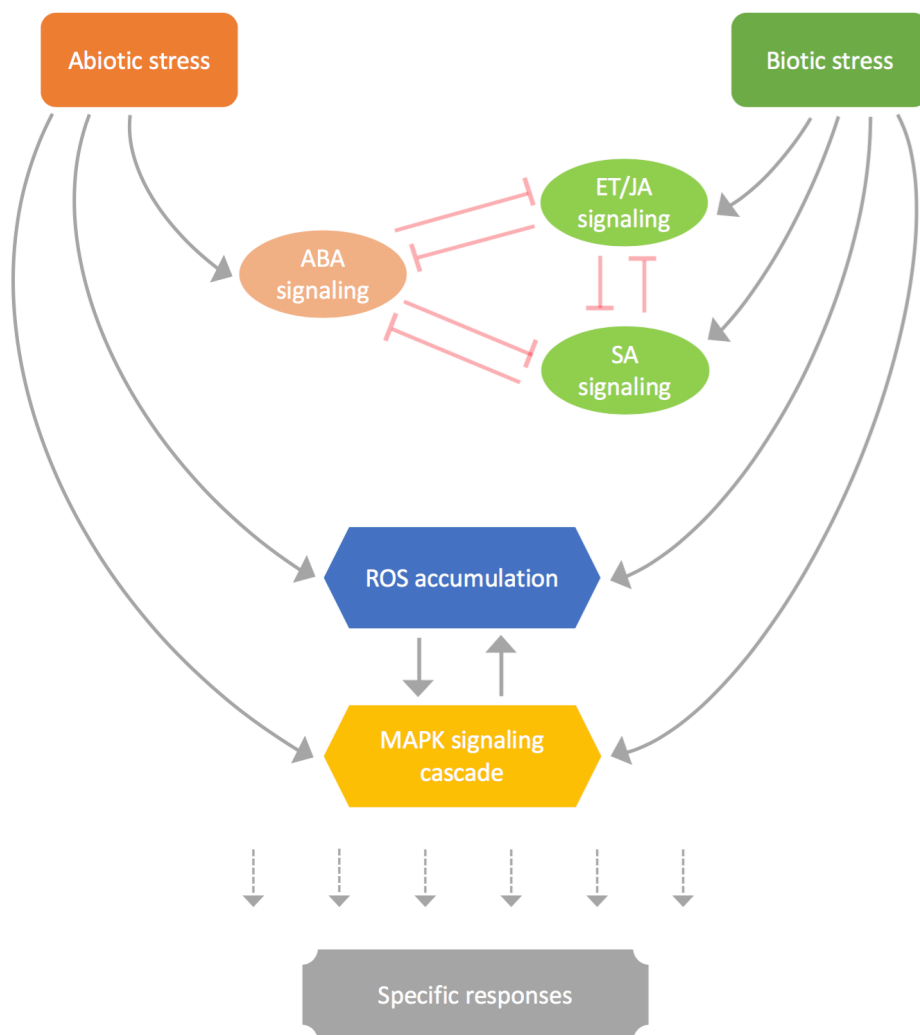 Abiotic stress
Biotic stress
ET/JA
signaling
ABA
signaling
SA
signaling
ROS accumulation
MAPK signaling
cascade
Specific responses